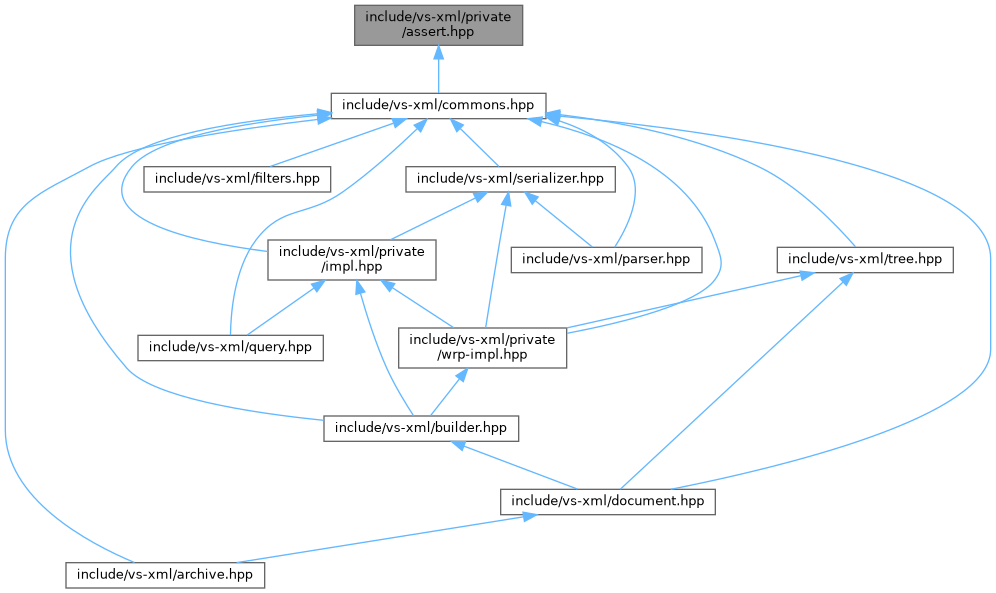 include/vs-xml/private
/assert.hpp
include/vs-xml/commons.hpp
include/vs-xml/filters.hpp
include/vs-xml/serializer.hpp
include/vs-xml/private
/impl.hpp
include/vs-xml/parser.hpp
include/vs-xml/tree.hpp
include/vs-xml/query.hpp
include/vs-xml/private
/wrp-impl.hpp
include/vs-xml/builder.hpp
include/vs-xml/document.hpp
include/vs-xml/archive.hpp